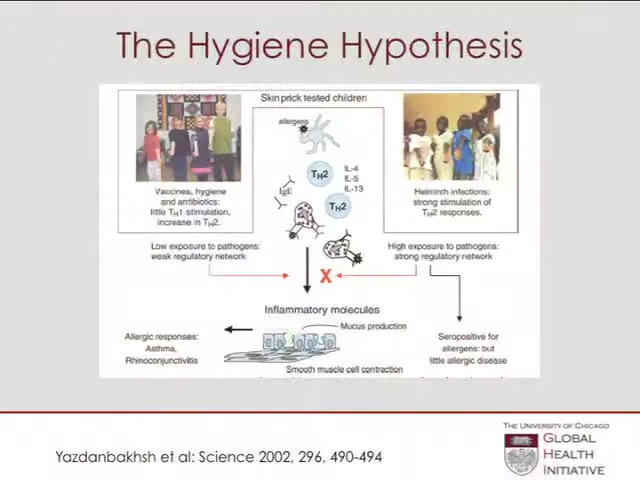 The Hygiene Hypothesis
Skin prick tested children
allergens
TH2
IL-4
IL-5
IL-13
IgE
TH2
Vaccines, hygiene
and antibiotics:
little TH1 stimulation,
increase in TH2.
Helminth infections:
strong stimulation of
TH2 responses.
Low exposure to pathogens:
weak regulatory network
High exposure to pathogens:
strong regulatory network
X
Inflammatory molecules
Mucus production
Allergic responses:
Asthma,
Rhinoconjuctivitis
Seropositive for
allergens: but
little allergic disease
Smooth muscle cell contraction
Yazdanbakhsh et al: Science 2002, 296, 490-494
THE UNIVERSITY OF CHICAGO
GLOBAL
HEALTH
INITIATIVE